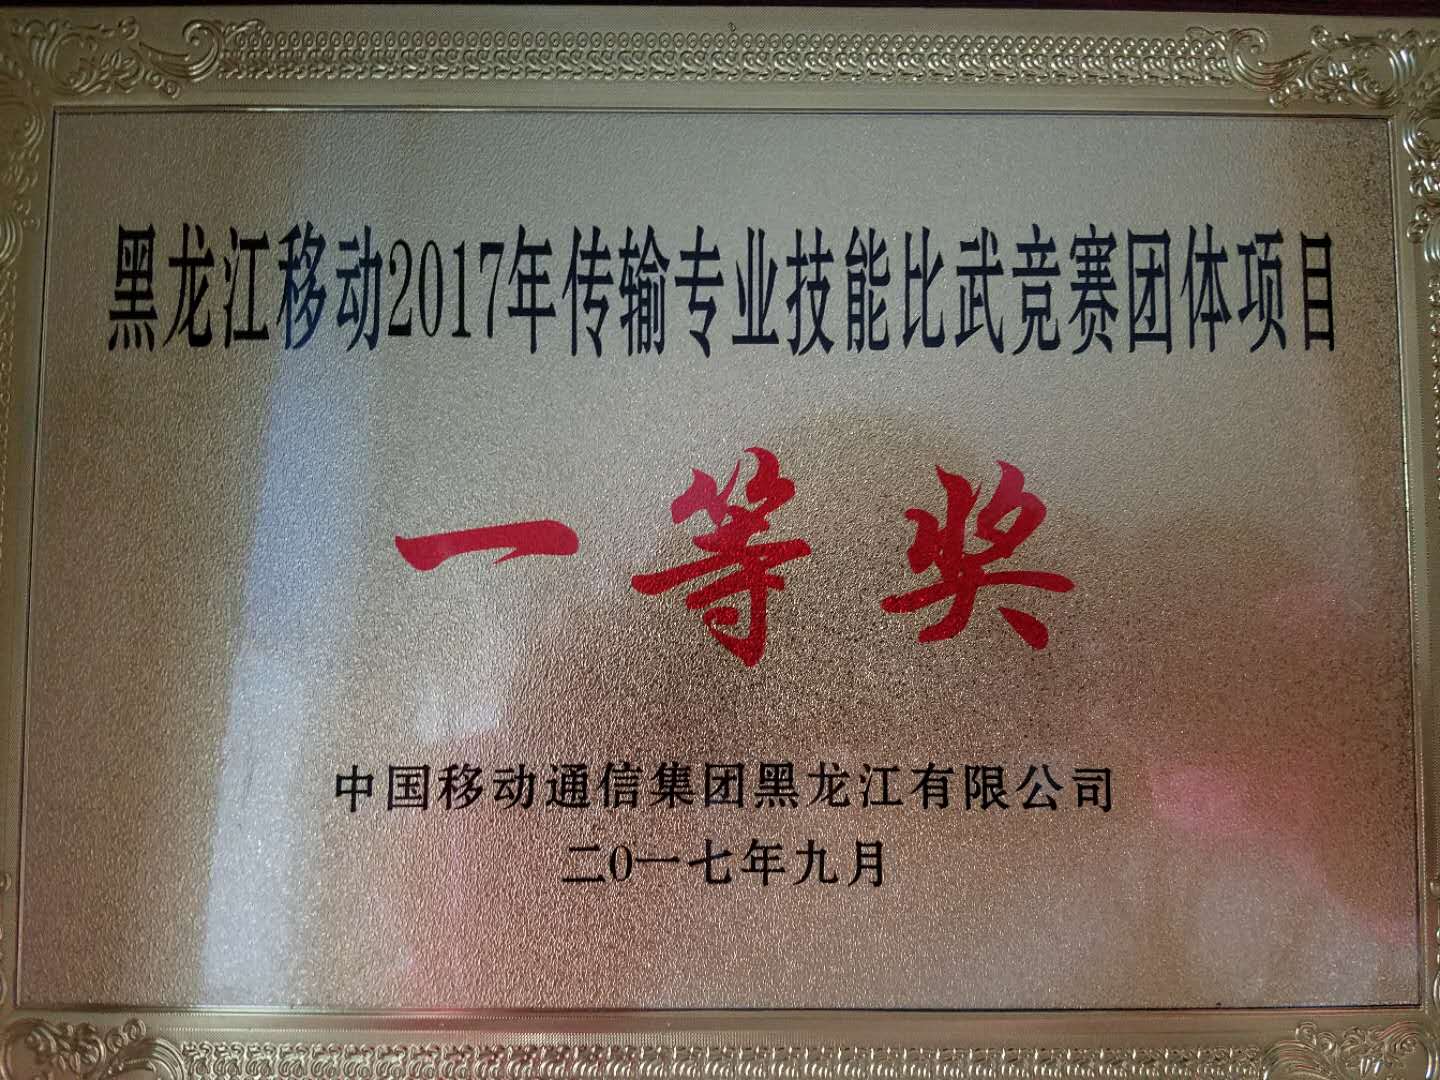 黑龙江移动2017年传输专业技能比武竞赛团体项目
一等奖
中国移动通信集团黑龙江有限公司
二0一七年九月